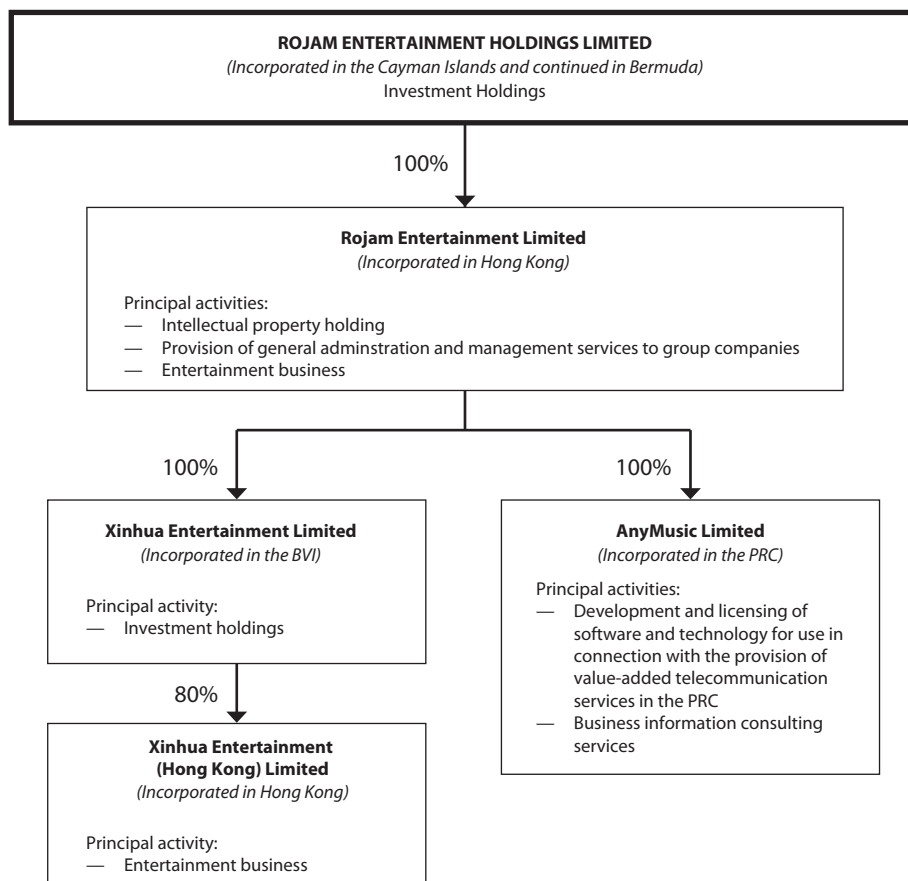 ROJAM ENTERTAINMENT HOLDINGS LIMITED
(Incorporated in the Cayman Islands and continued in Bermuda)
Investment Holdings
100%
Rojam Entertainment Limited
(Incorporated in Hong Kong)
Principal activities:
— Intellectual property holding
— Provision of general adminstration and management services to group companies
— Entertainment business
100%
100%
Xinhua Entertainment Limited
(Incorporated in the BVI)
Principal activity:
— Investment holdings
AnyMusic Limited
(Incorporated in the PRC)
Principal activities:
— Development and licensing of
software and technology for use in
connection with the provision of
value-added telecommunication
services in the PRC
— Business information consulting
services
80%
Xinhua Entertainment
(Hong Kong) Limited
(Incorporated in Hong Kong)
Principal activity:
— Entertainment business